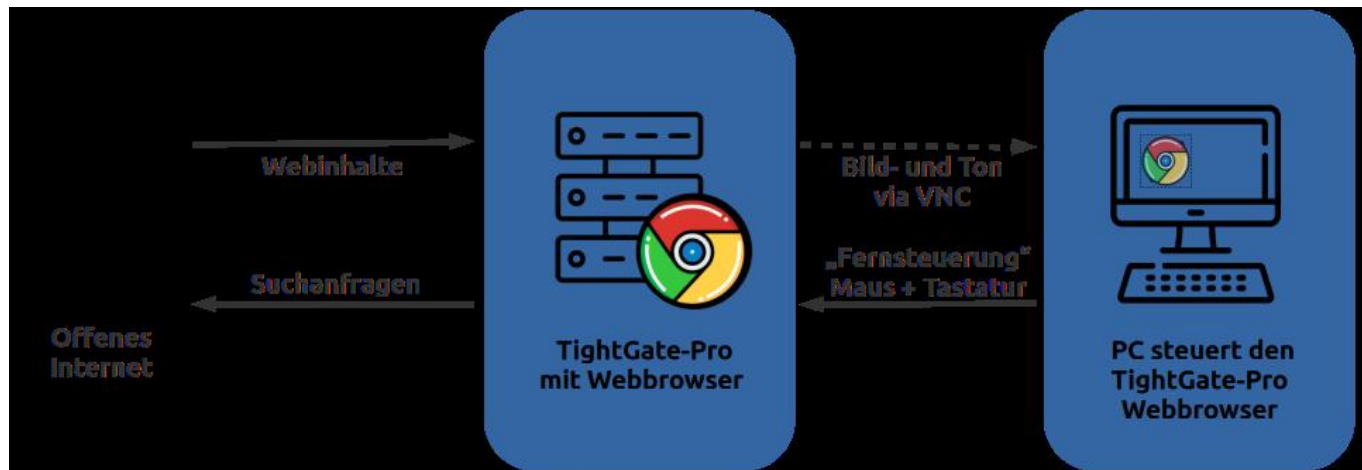 Webinhalte
Suchanfragen
Offenes
Internet
TightGate-Pro
mit Webbrowser
Bild- und Ton
via VNC
„Fernsteuerung“
Maus + Tastatur
PC steuert den
TightGate-Pro
Webbrowser